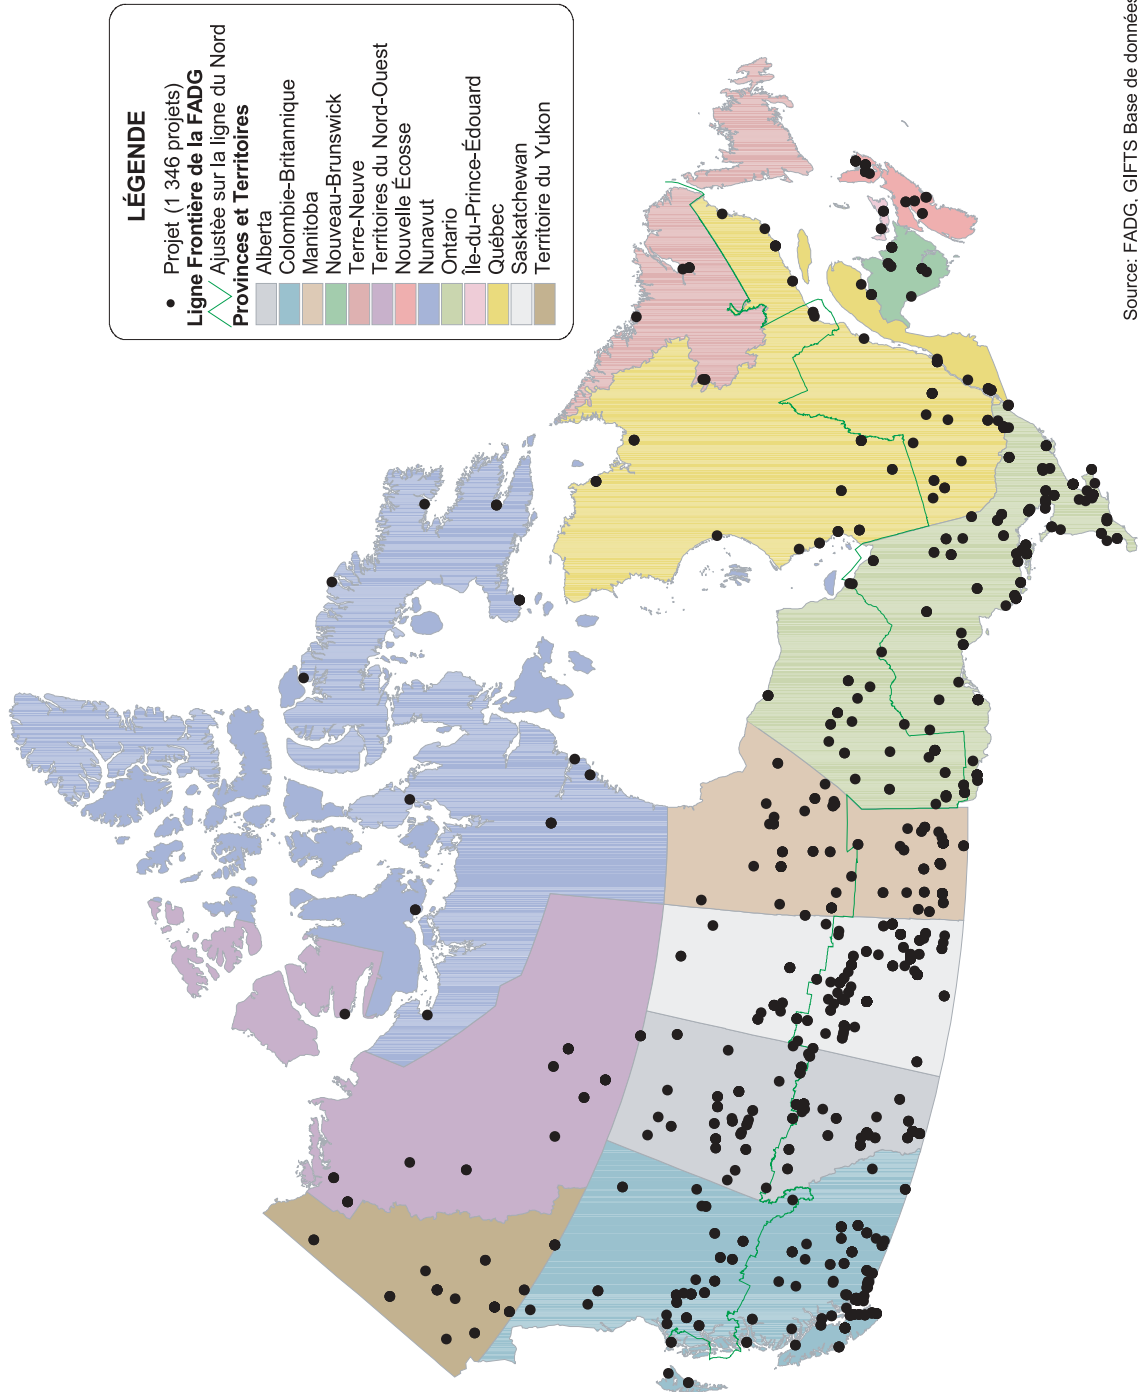 LÉGENDE
Projet (1 346 projets)
Ligne Frontière de la FADG
Ajustée sur la ligne du Nord
Provinces et Territoires
Alberta
Colombie-Britannique
Manitoba
Nouveau-Brunswick
Terre-Neuve
Territoires du Nord-Ouest
Nouvelle Écosse
Nunavut
Ontario
Île-du-Prince-Édouard
Québec
Saskatchewan
Territoire du Yukon
Source: FADG, GIFTS Base de données